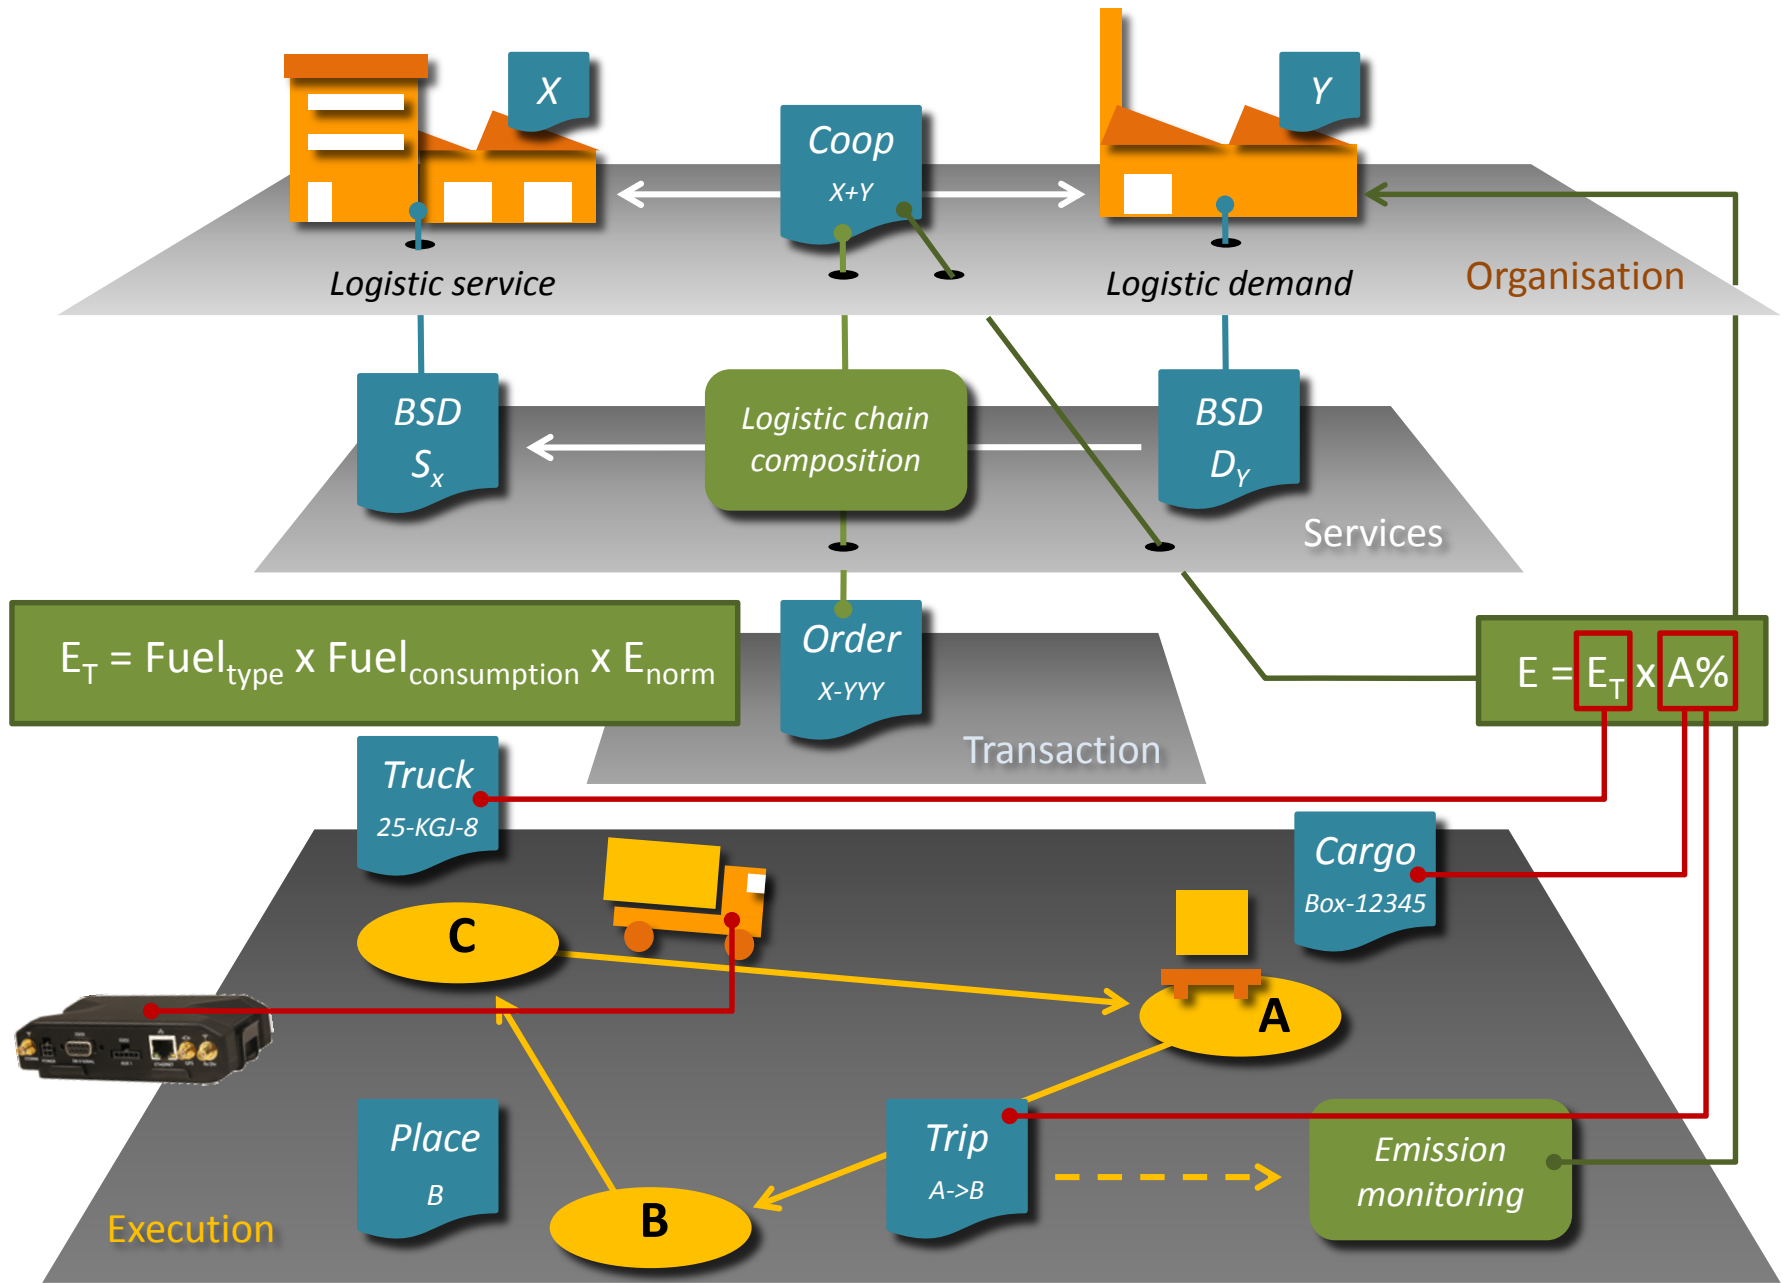 X
Y
Coop
X+Y
Logistic service
Logistic demand
Organisation
BSD
Sx
Logistic chain
composition
BSD
DY
Services
ET = Fueltype x Fuelconsumption x Enorm
Order
X-YYY
E = ET x A%
Transaction
Truck
25-KGJ-8
Cargo
Box-12345
C
A
Place
B
Trip
A->B
Emission
monitoring
B
Execution